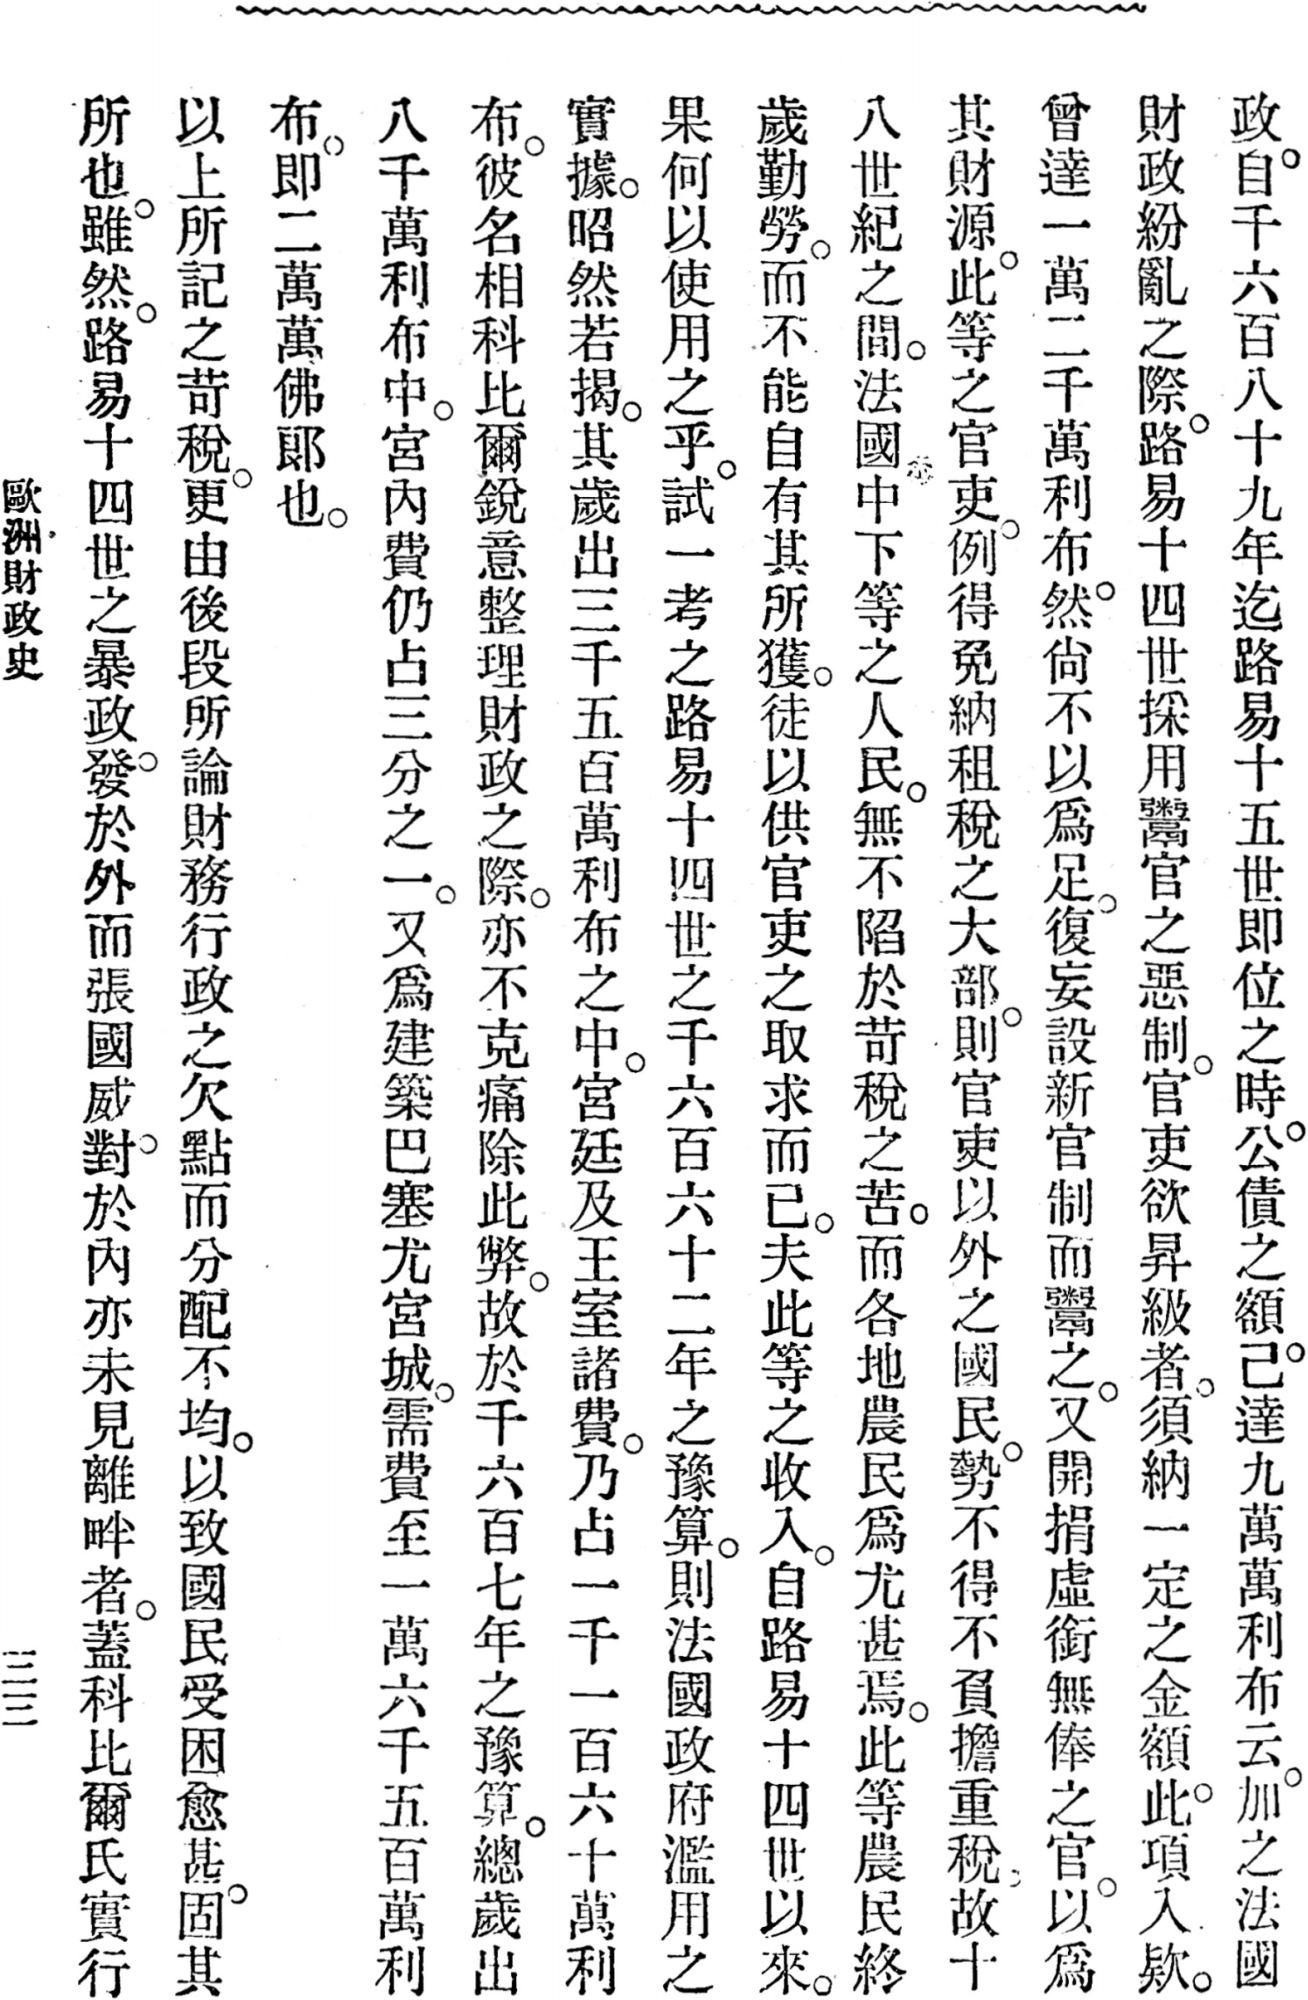 政。自千六百八十九年迄路易十五世即位之時。公債之額。已達九萬萬利布云。加之法國
財政紛亂之際。路易十四世採用鬻官之惡制。官吏欲昇級者。須納一定之金額。此項入欵。
曾達一萬二千萬利布。然尙不以爲足。復妄設新官制而鬻之。又開捐虛銜無俸之官。以爲
其財源。此等之官吏。例得免納租稅之大部。則官吏以外之國民。勢不得不負擔重稅。故十
八世紀之間。法國中下等之人民。無不陷於苛稅之苦。而各地農民爲尤甚焉。此等農民終
歲勤勞。而不能自有其所獲。徒以供官吏之取求而已。夫此等之收入。自路易十四世以來。
果何以使用之乎。試一考之路易十四世之千六百六十二年之豫算。則法國政府濫用之
實據。昭然若揭。其歲出三千五百萬利布之中。宮廷及王室諸費。乃占一千一百六十萬利
布。彼名相科比爾銳意整理財政之際。亦不克痛除此弊。故於千六百七年之豫算。總歲出
八千萬利布中。宮內費仍占三分之一。又爲建築巴塞尤宮城。需費至一萬六千五百萬利
布。即二萬萬佛郞也。
以上所記之苛稅。更由後段所論財務行政之欠點而分配不均。以致國民受困愈甚。固其
所也。雖然。路易十四世之暴政。發於外而張國威。對於內亦未見離畔者。蓋科比爾氏實行
歐洲財政史
三三